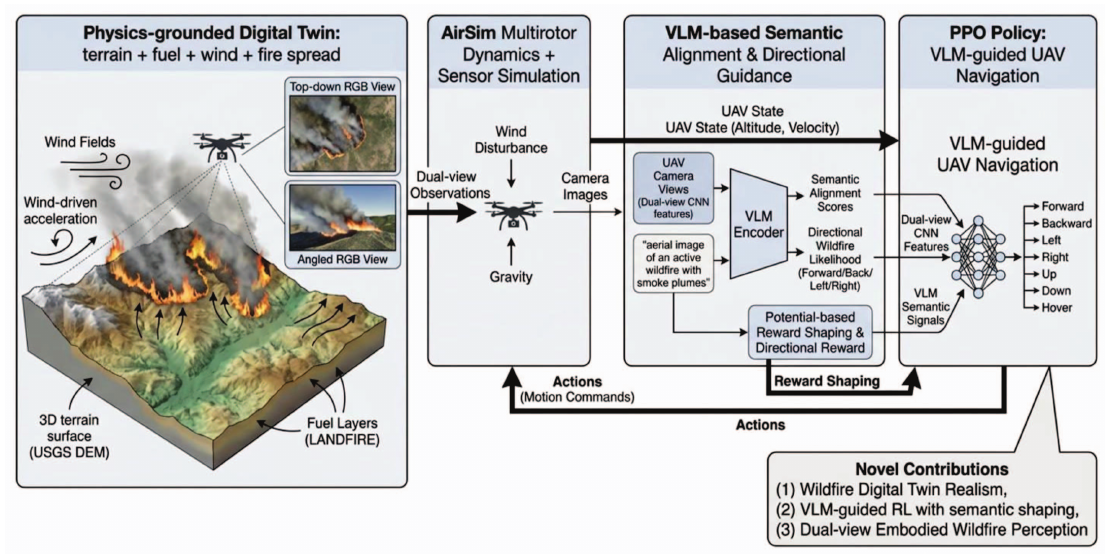 Physics-grounded Digital Twin:
terrain + fuel + wind + fire spread
Top-down RGB View
Wind Fields
Wind-driven
acceleration
Angled RGB View
3D terrain
surface
(USGS DEM)
Fuel Layers
(LANDFIRE)
AirSim Multirotor
Dynamics +
Sensor Simulation
Dual-view
Observations
Wind
Disturbance
Gravity
Camera
Images
VLM-based Semantic
Alignment & Directional
Guidance
UAV State
UAV State (Altitude, Velocity)
UAV
Camera
Views
(Dual-view CNN
features)
"aerial image
of an active
wildfire with
smoke plumes"
VLM
Encoder
Semantic
Alignment
Scores
Directional
Wildfire
Likelihood
(Forward/Back/
Left/Right)
Potential-based
Reward Shaping &
Directional Reward
Reward Shaping
PPO Policy:
VLM-guided UAV
Navigation
VLM-guided
UAV Navigation
Dual-view
CNN
Features
VLM
Semantic
Signals
Forward
Backward
Left
Right
Up
Down
Hover
Actions
(Motion Commands)
Actions
Novel Contributions
(1) Wildfire Digital Twin Realism,
(2) VLM-guided RL with semantic shaping,
(3) Dual-view Embodied Wildfire Perception